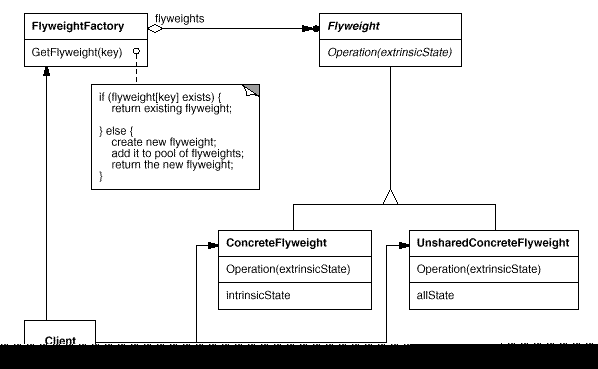 flyweights
FlyweightFactory
GetFlyweight(key)
Flyweight
Operation(extrinsicState)
if (flyweight[key] exists) {
return existing flyweight;
} else {
create new flyweight;
add it to pool of flyweights;
return the new flyweight;
}
ConcreteFlyweight
Operation(extrinsicState)
intrinsicState
UnsharedConcreteFlyweight
Operation(extrinsicState)
allState
Client